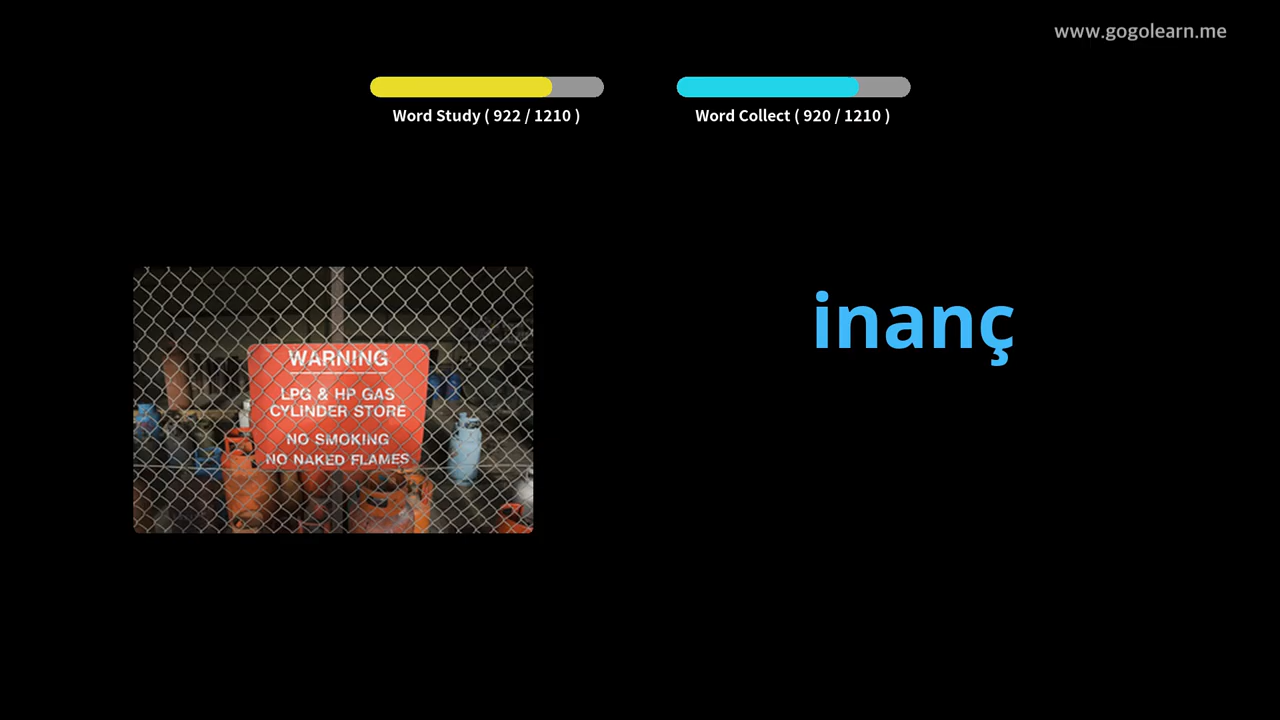 www.gogolearn.me
Word Study ( 922 / 1210 )
Word Collect ( 920 / 1210 )
inanç
WARNING
LPG & HP GAS
CYLINDER STORE
NO SMOKING
NO NAKED FLAMES